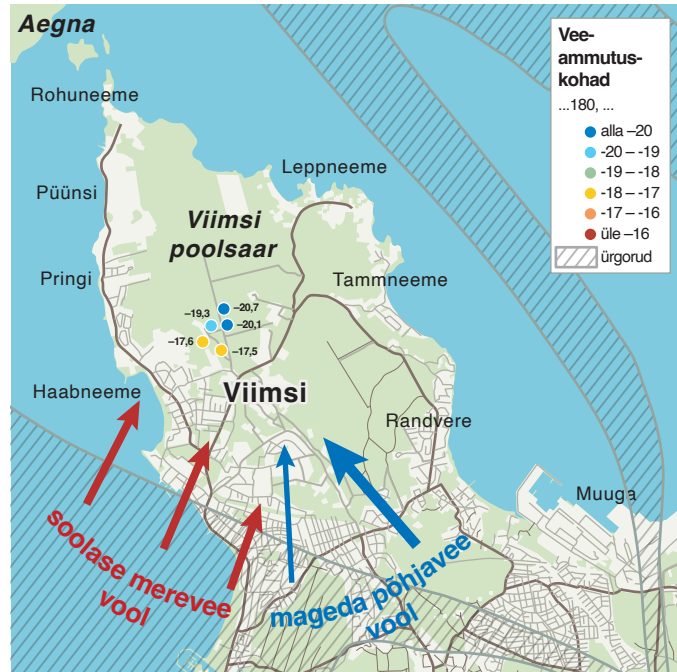 Aegna
Rohuneeme
Püünsi
Pringi
Haabneeme
Leppneeme
Viimsi
poolsaar
Tammneeme
–20,7
–19,3
–20,1
–17,6
–17,5
Viimsi
Randvere
Muuga
soolase merevee
vool
mageda põhjavee
vool
Vee-
ammutus-
kohad
...180, ...
alla –20
-20 – -19
-19 – -18
-18 – -17
-17 – -16
üle –16
ürgorud